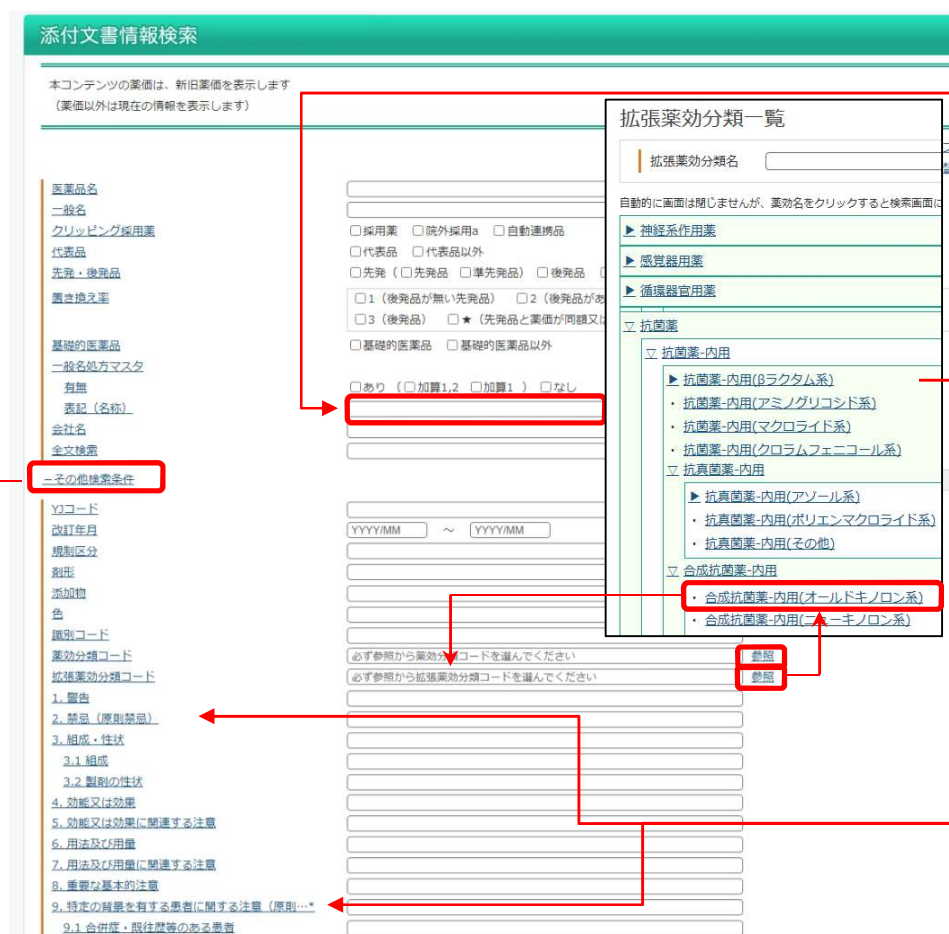 添付文書情報検索
本コンテンツの薬価は、新旧薬価を表示します
（薬価以外は現在の情報を表示します）
医薬品名
一般名
クリッピング採用薬
□採用薬 □院外採用a □自動連携品
代表品
□代表品 □代表品以外
先発・後発品
□先発（□先発品 □準先発品） □後発品
置き換え率
□1（後発品が無い先発品） □2（後発品があ
□3（後発品） □★（先発品と薬価が同額又は
基礎的医薬品
□基礎的医薬品 □基礎的医薬品以外
一般名処方マスタ
有無
□あり （□加算1,2 □加算1 ） □なし
表記（名称）
会社名
全文検索
－その他検索条件
YJコード
改訂年月
YYYY/MM ～ YYYY/MM
規制区分
剤形
添加物
色
識別コード
薬効分類コード
必ず参照から薬効分類コードを選んでください
参照
拡張薬効分類コード
必ず参照から拡張薬効分類コードを選んでください
参照
1. 警告
2. 禁忌（原則禁忌）
3. 組成・性状
3.1 組成
3.2 製剤の性状
4. 効能又は効果
5. 効能又は効果に関連する注意
6. 用法及び用量
7. 用法及び用量に関連する注意
8. 重要な基本的注意
9. 特定の背景を有する患者に関する注意（原則…*
9.1 合併症・既往歴等のある患者
拡張薬効分類一覧
拡張薬効分類名
自動的に画面は閉じませんが、薬効名をクリックすると検索画面に
▶ 神経系作用薬
▶ 感覚器用薬
▶ 循環器官用薬
▽ 抗菌薬
▽ 抗菌薬-内用
▶ 抗菌薬-内用(βラクタム系)
・ 抗菌薬-内用(アミノグリコシド系)
・ 抗菌薬-内用(マクロライド系)
・ 抗菌薬-内用(クロラムフェニコール系)
▽ 抗真菌薬-内用
▶ 抗真菌薬-内用(アゾール系)
・ 抗真菌薬-内用(ポリエンマクロライド系)
・ 抗真菌薬-内用(その他)
▽ 合成抗菌薬-内用
・ 合成抗菌薬-内用(オールドキノロン系)
・ 合成抗菌薬-内用(ニューキノロン系)